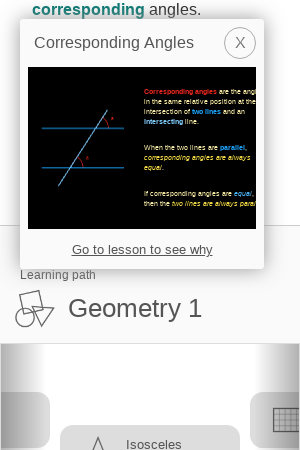 corresponding angles.
Corresponding Angles
X
Corresponding angles are the
in the same relative position at the
intersection of two lines and an
intersecting line.
When the two lines are parallel,
corresponding angles are always
equal.
If corresponding angles are equal,
then the two lines are always
Go to lesson to see why
Learning path
Geometry 1
Isosceles